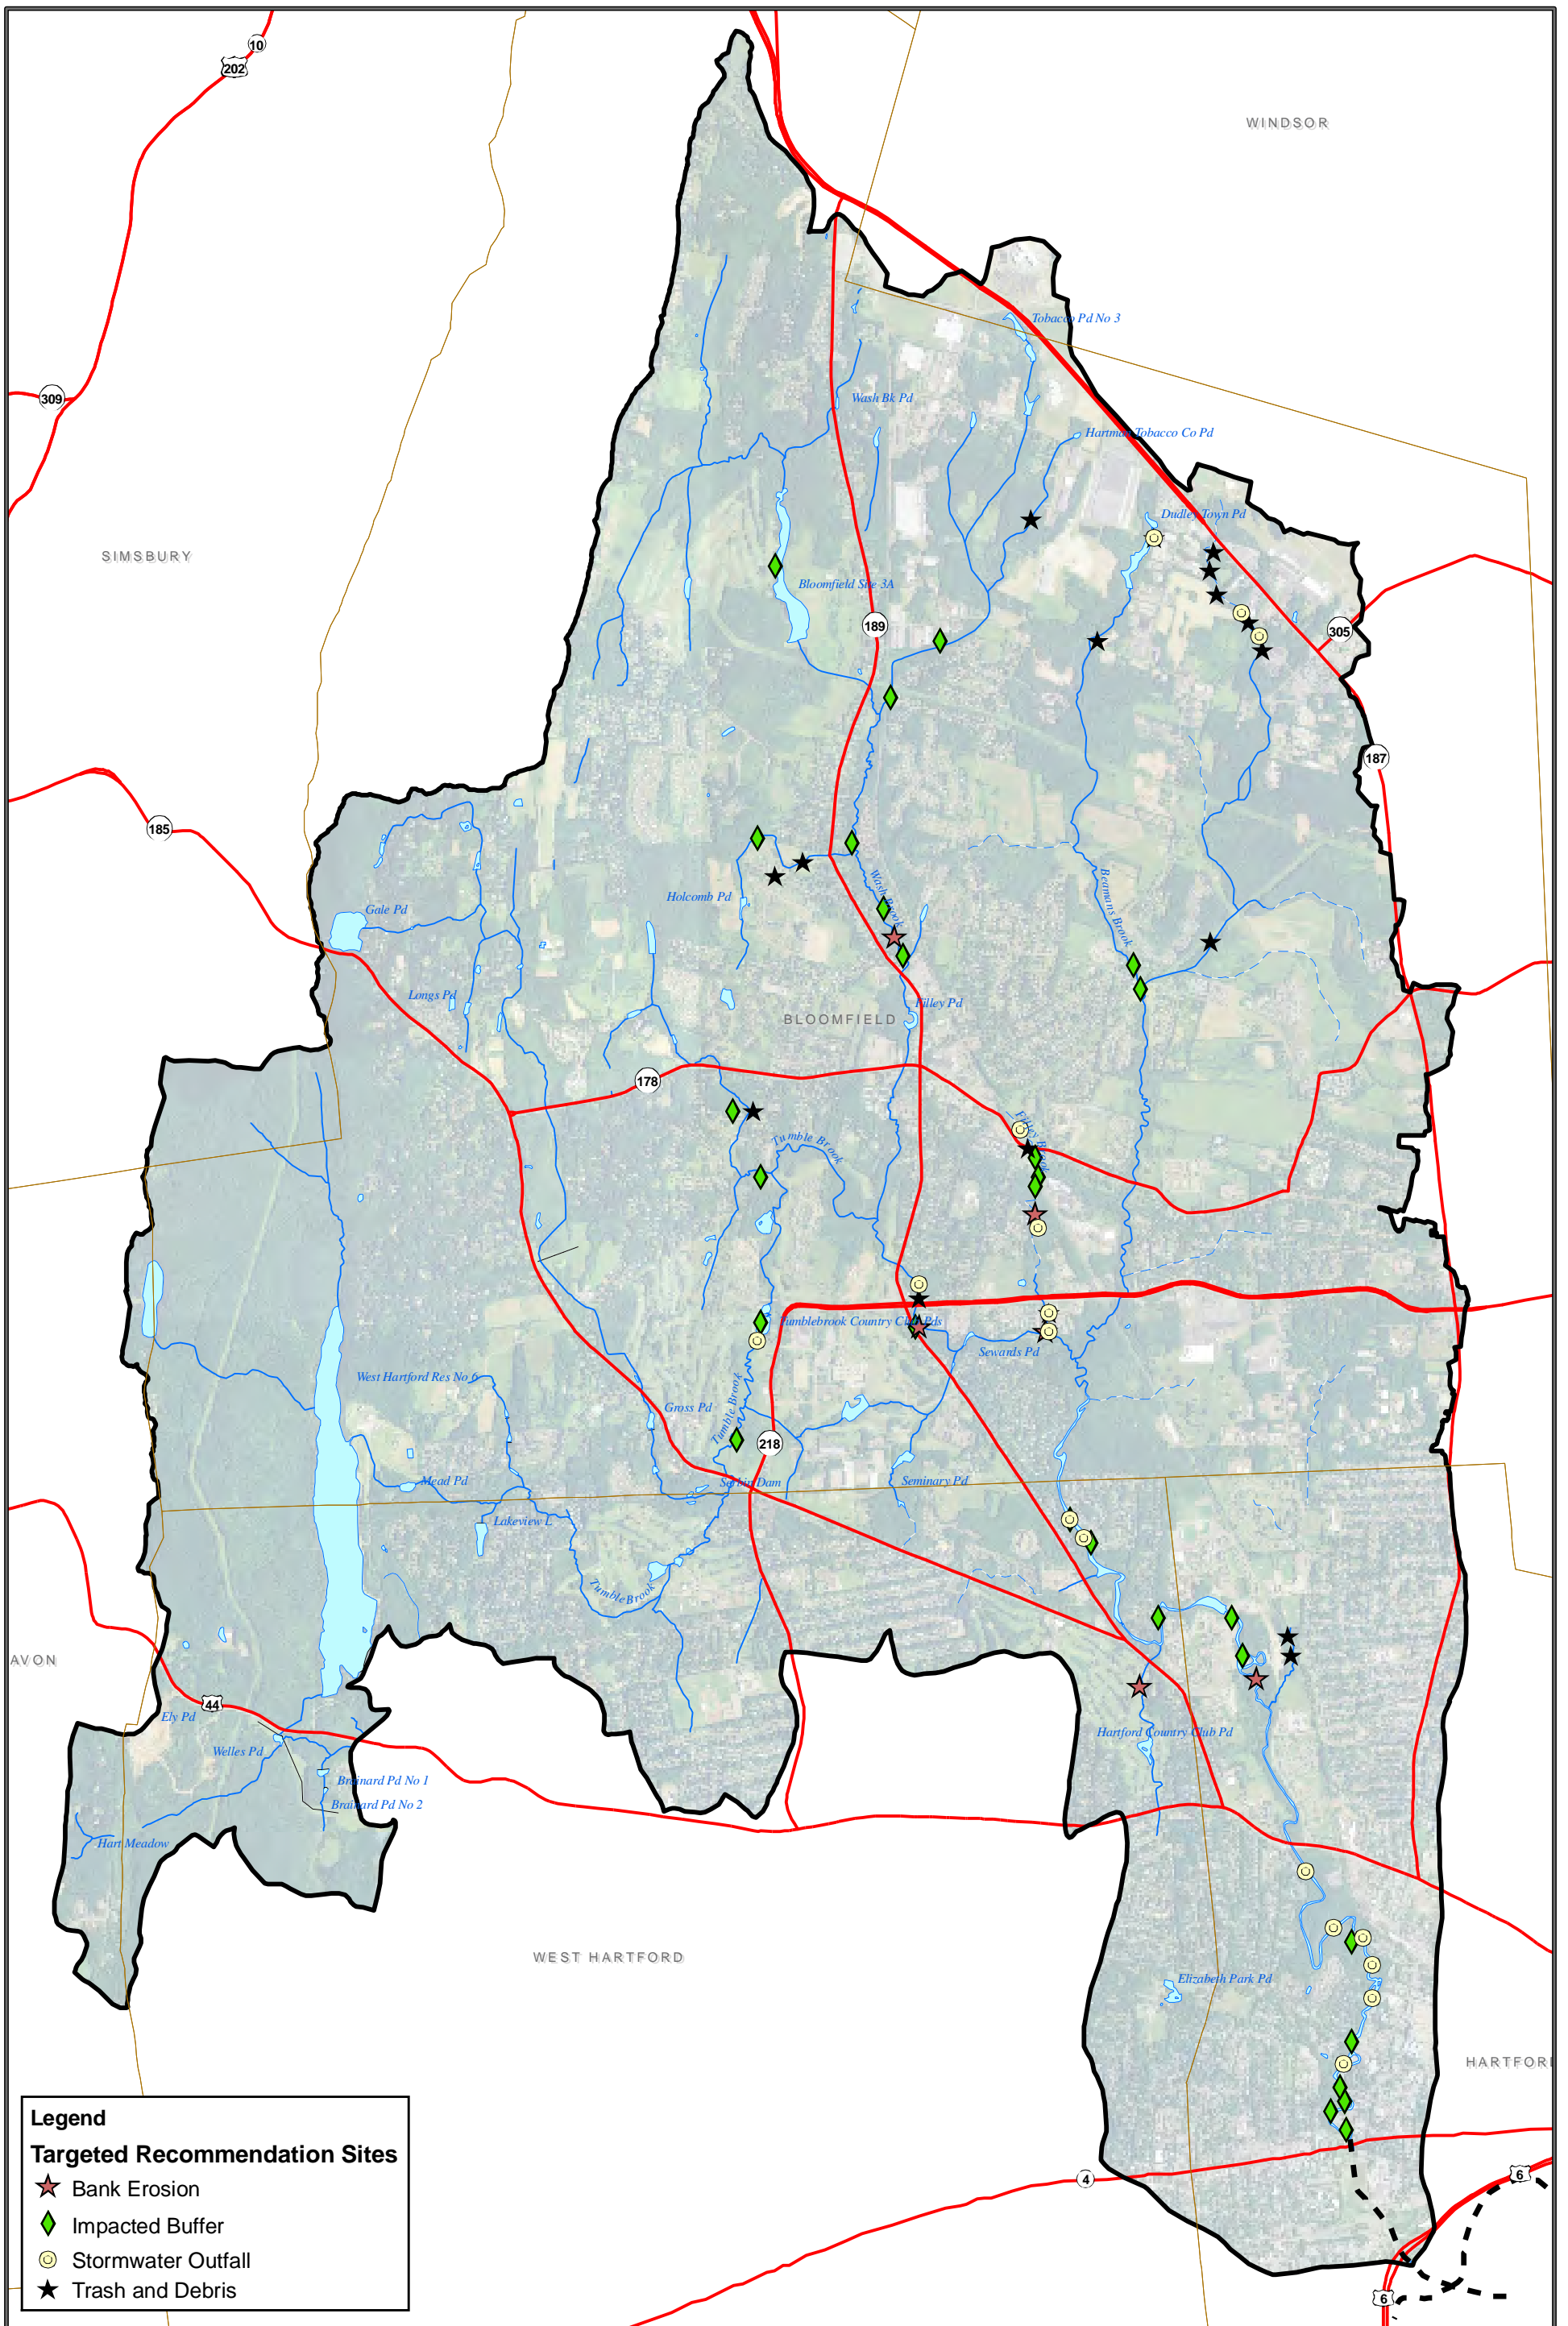 10
202
WINDSOR
Tobacco Pd No 3
309
Wash Bk Pd
Hartman Tobacco Co Pd
Dudley Town Pd
SIMSBURY
Bloomfield Site 3A
189
305
187
185
Holcomb Pd
Wash Brook
Beamans Brook
Gale Pd
Longs Pd
Filley Pd
BLOOMFIELD
178
Filley Brook
Tumble Brook
Tumblebrook Country Club Pds
Sewards Pd
West Hartford Res No 6
Gross Pd
Tumble Brook
218
Mead Pd
Sorbin Dam
Seminary Pd
Lakeview L
Tumble Brook
AVON
44
Ely Pd
Welles Pd
Hartford Country Club Pd
Brainard Pd No 1
Brainard Pd No 2
Hart Meadow
WEST HARTFORD
Elizabeth Park Pd
HARTFORD
4
6
6
Legend
Targeted Recommendation Sites
Bank Erosion
Impacted Buffer
Stormwater Outfall
Trash and Debris